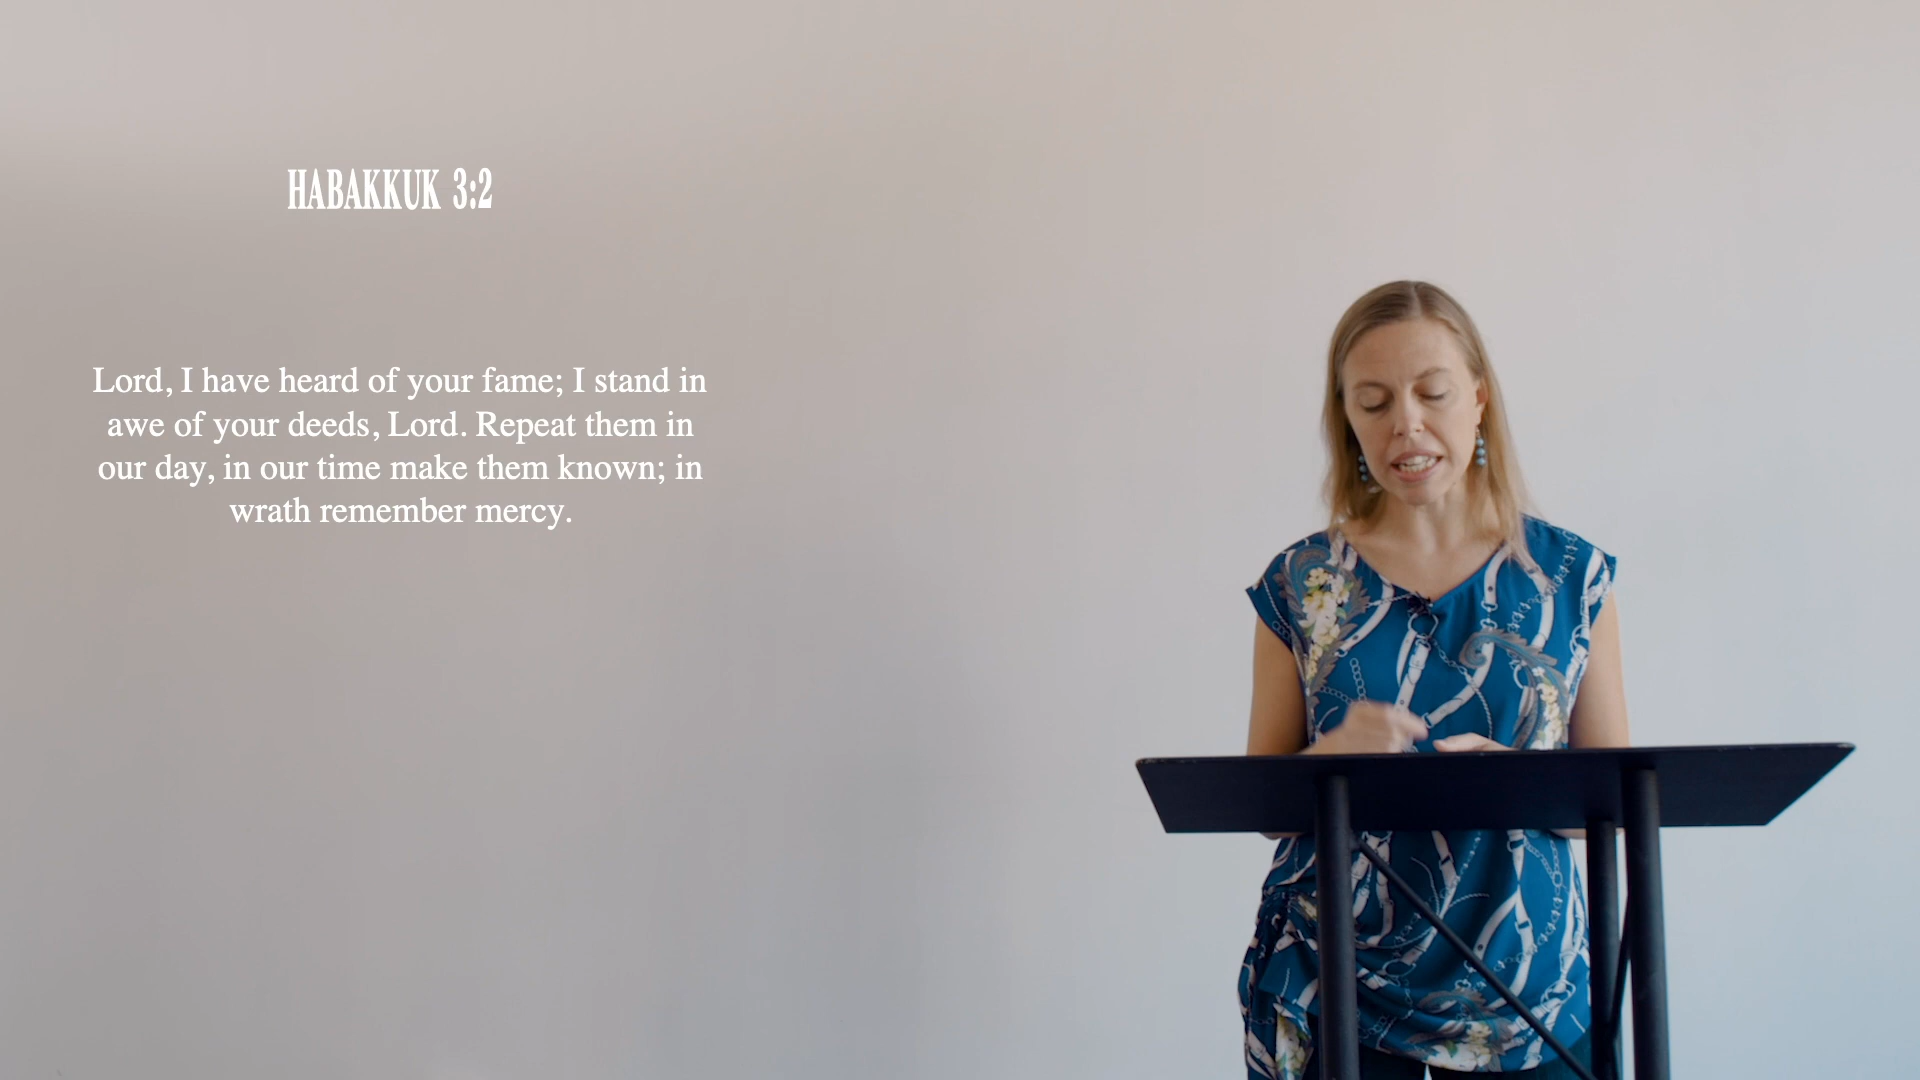 HABAKKUK 3:2
Lord, I have heard of your fame; I stand in
awe of your deeds, Lord. Repeat them in
our day, in our time make them known; in
wrath remember mercy.